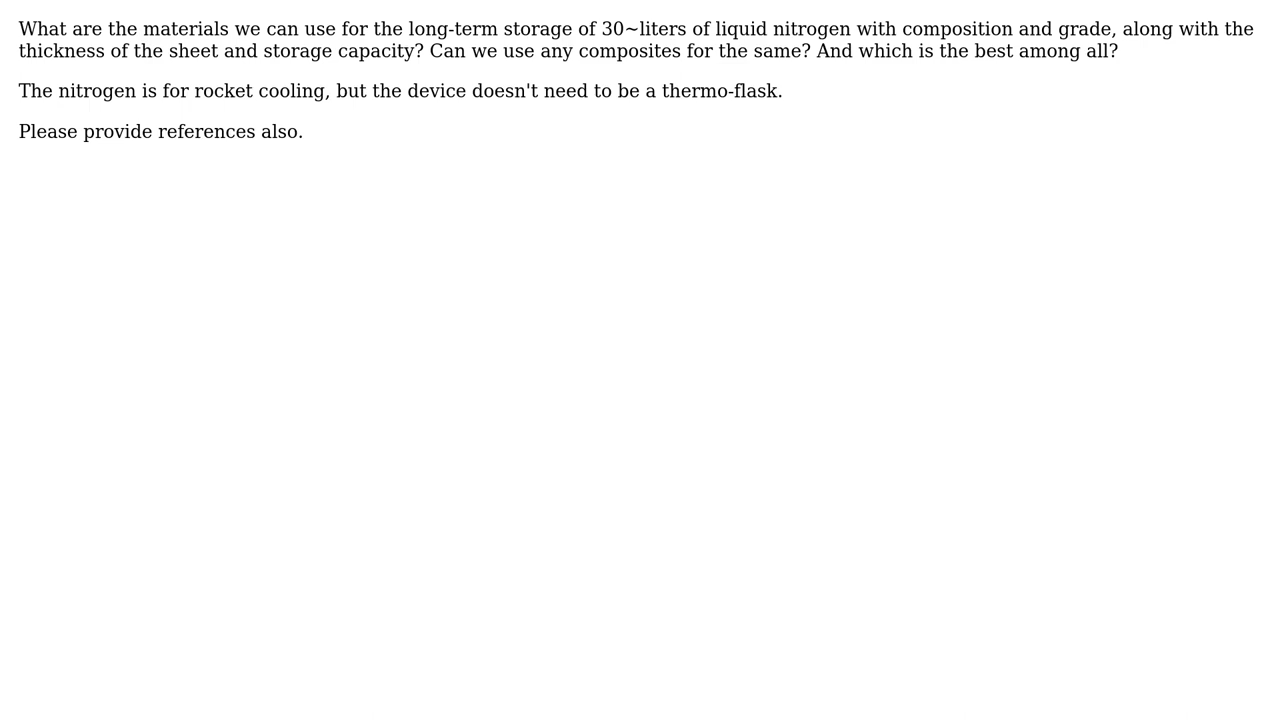 What are the materials we can use for the long-term storage of 30~liters of liquid nitrogen with composition and grade, along with the
thickness of the sheet and storage capacity? Can we use any composites for the same? And which is the best among all?
The nitrogen is for rocket cooling, but the device doesn't need to be a thermo-flask.
Please provide references also.